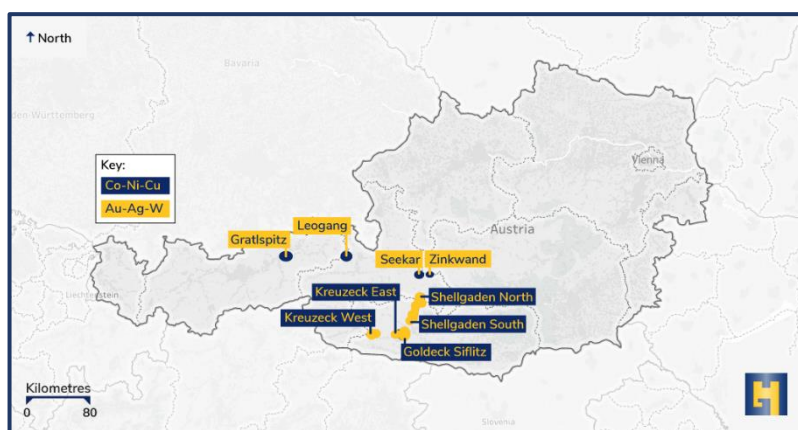 ↑ North
Bavaria
den-Württemberg
Key:
Co-Ni-Cu
Au-Ag-W
Vienna
Leogang
Gratlspitz
Austria
Seekar
Zinkwand
Liechtenstein
Kreuzeck East
Shellgaden North
Kreuzeck West
Shellgaden South
Goldeck Siflitz
Kilometres
0 80
Slovenia